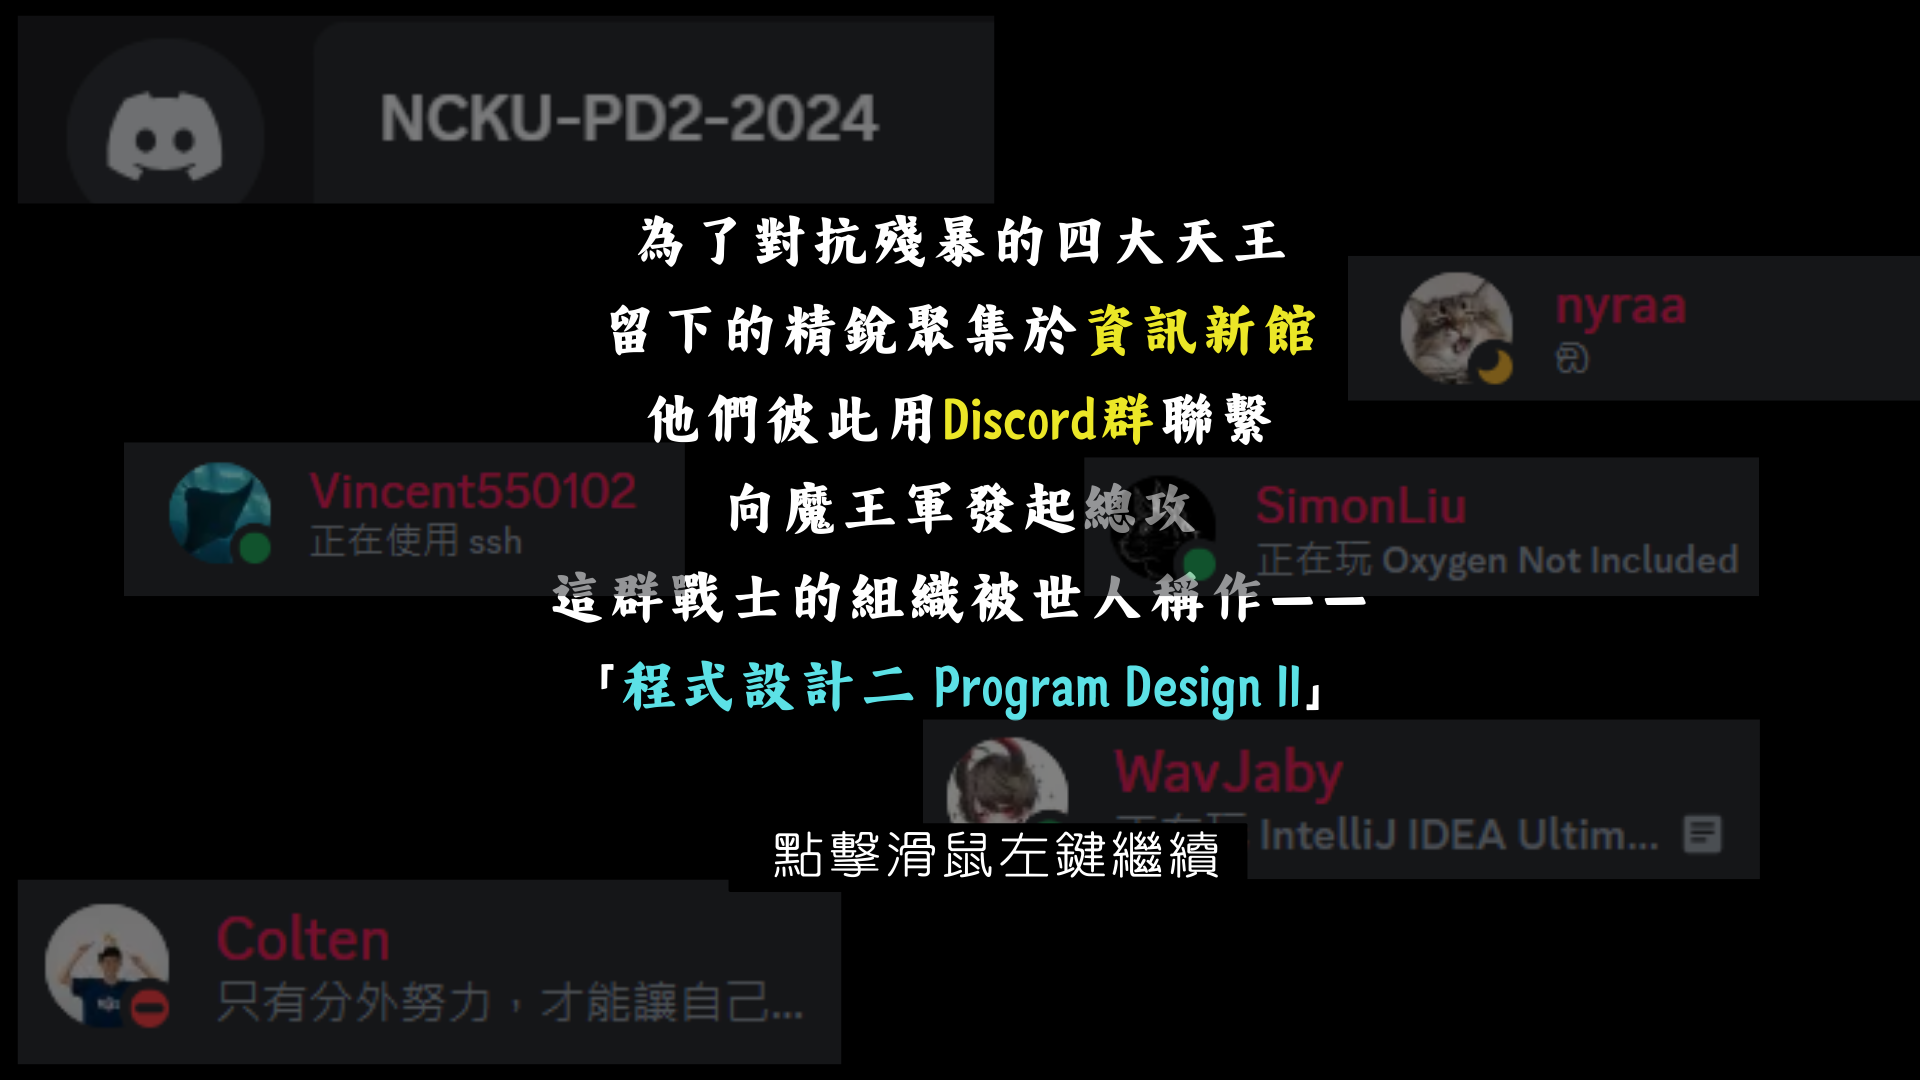 NCKU-PD2-2024
為了對抗殘暴的四大天王
留下的精銳聚集於資訊新館
nyraa
ඞ
他們彼此用Discord群聯繫
Vincent550102
正在使用 ssh
向魔王軍發起總攻
SimonLiu
正在玩 Oxygen Not Included
這群戰士的組織被世人稱作——
「程式設計二 Program Design II」
WavJaby
正在玩 IntelliJ IDEA Ultim...
點擊滑鼠左鍵繼續
Colten
只有分外努力，才能讓自己...